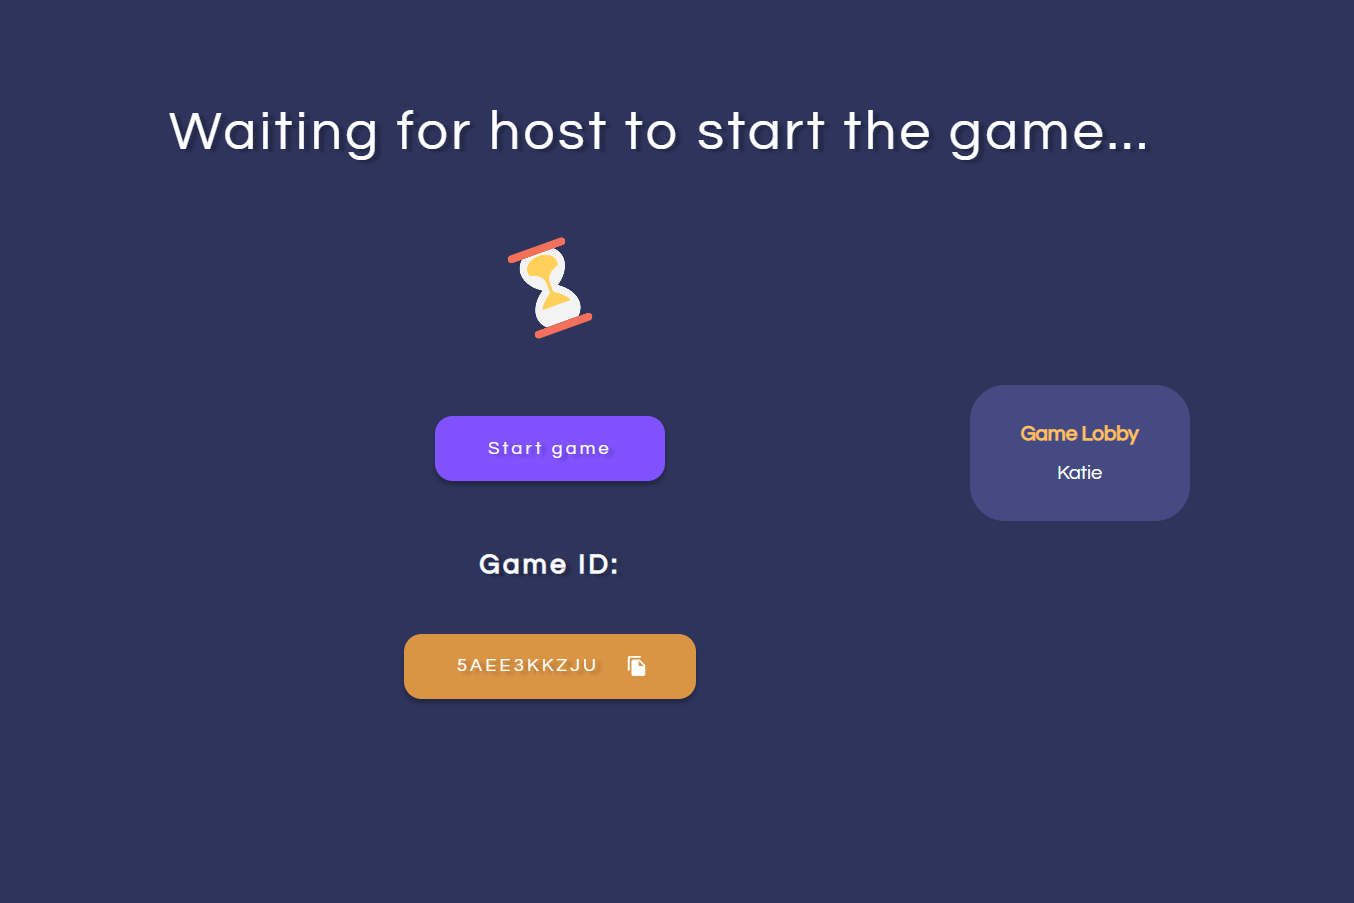 Waiting for host to start the game...
Start game
Game Lobby
Katie
Game ID:
5AEE3KKZJU